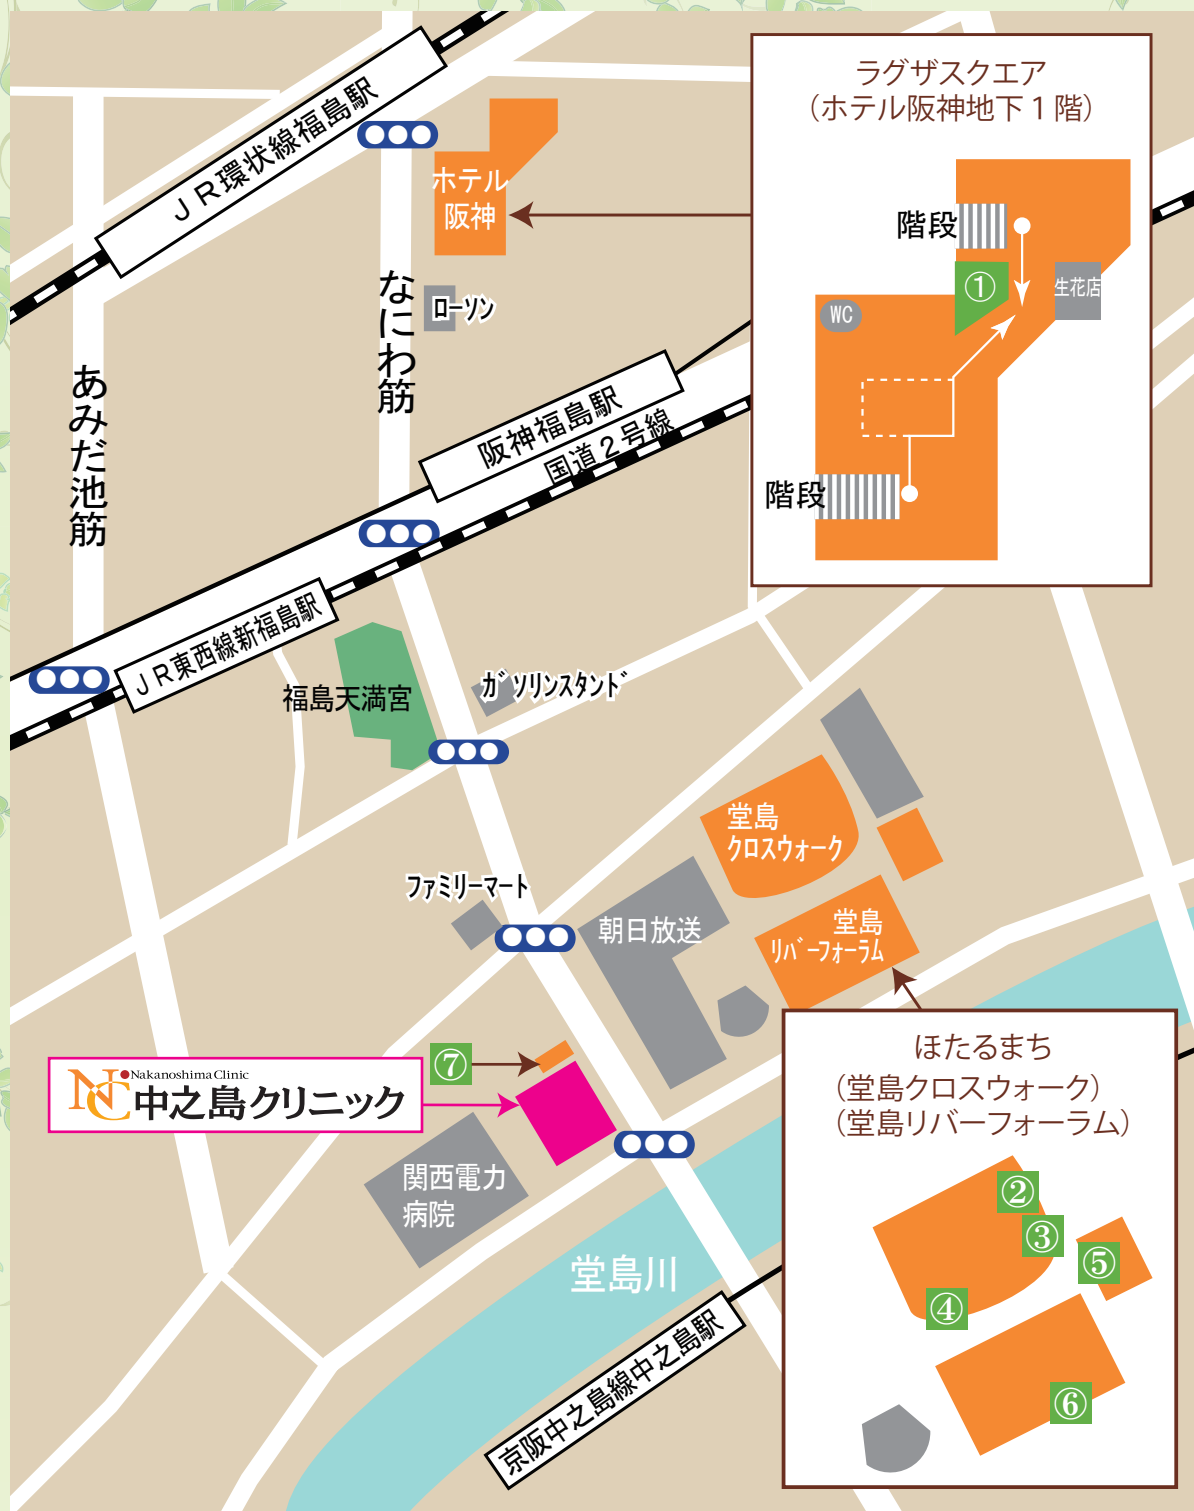 ラグザスクエア
（ホテル阪神地下1階）
階段
①
生花店
WC
階段
JR環状線福島駅
ホテル
阪神
なにわ筋
ローソン
あみだ池筋
阪神福島駅
国道2号線
JR東西線新福島駅
福島天満宮
ガソリンスタンド
堂島
クロスウォーク
ファミリーマート
朝日放送
堂島
リバーフォーラム
⑦
Nakanoshima Clinic
NC
中之島クリニック
関西電力
病院
堂島川
京阪中之島線中之島駅
ほたるまち
（堂島クロスウォーク）
（堂島リバーフォーラム）
②
③
⑤
④
⑥